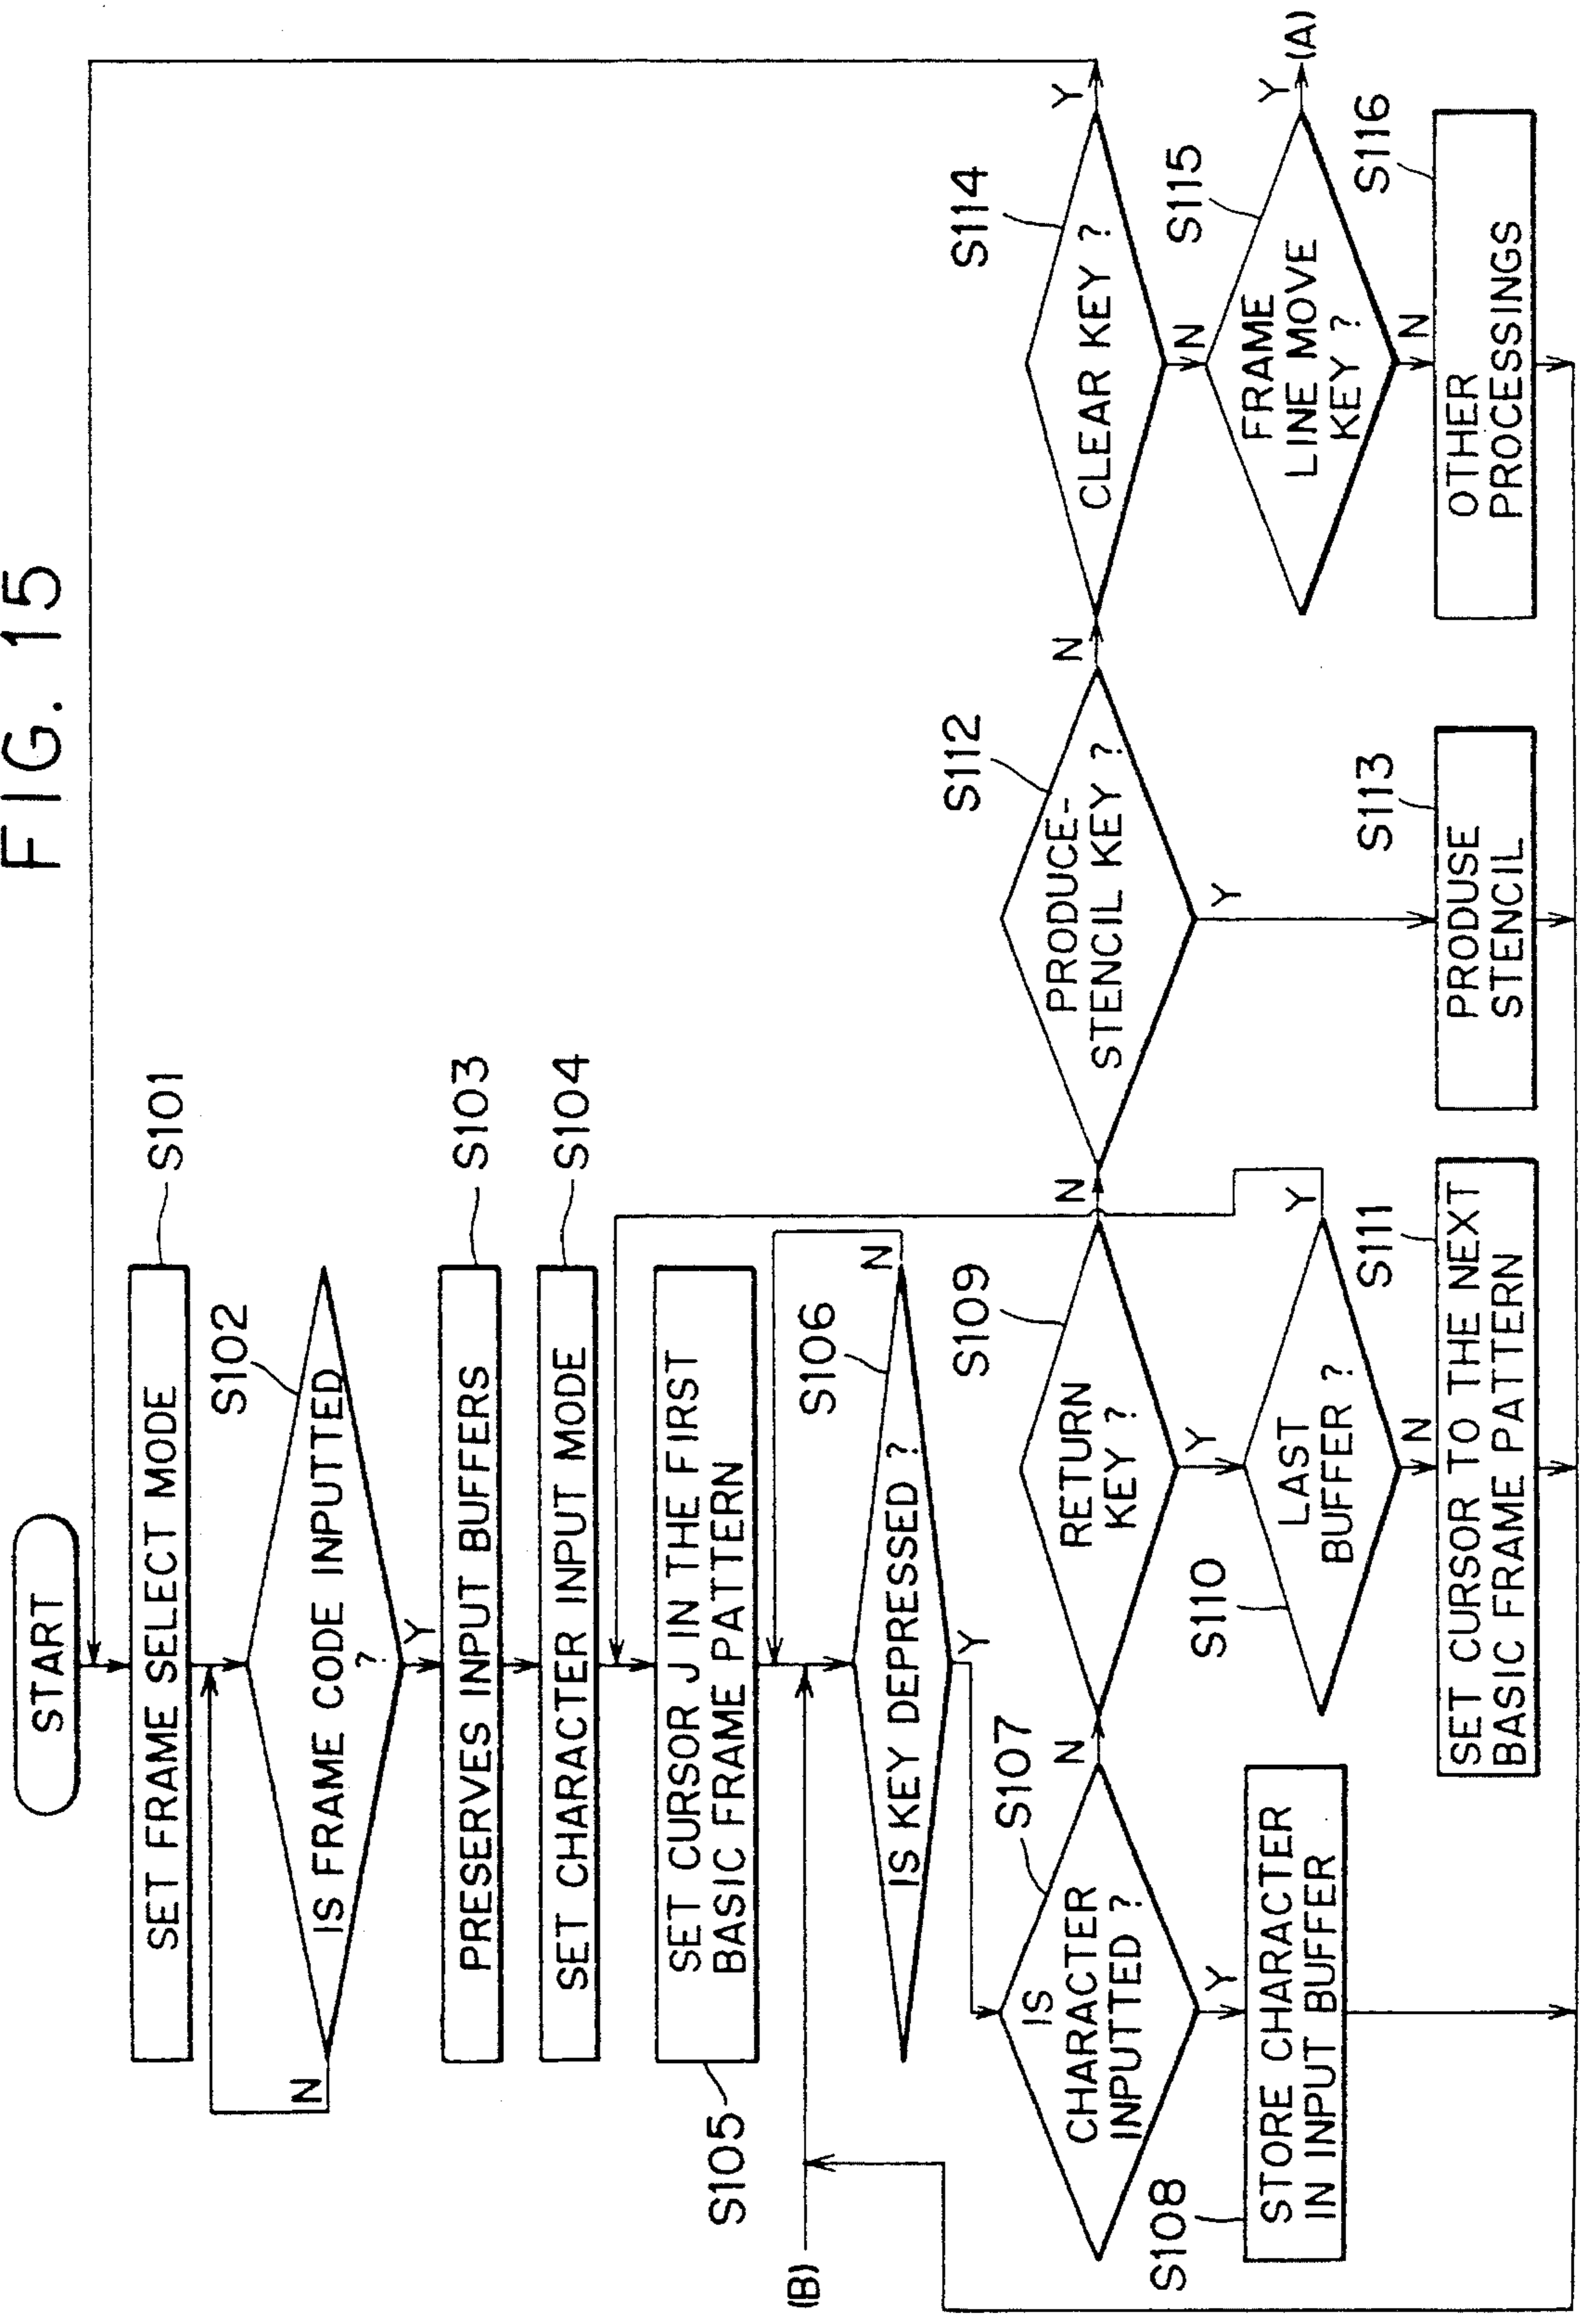 FIG. 15
START
SET FRAME SELECT MODE
S101
S102
IS FRAME CODE INPUTTED
?
N
Y
PRESERVES INPUT BUFFERS
S103
SET CHARACTER INPUT MODE
S104
SET CURSOR J IN THE FIRST
BASIC FRAME PATTERN
S105
(B)
S106
IS KEY DEPRESSED ?
N
Y
S107
IS
CHARACTER
INPUTTED ?
N
Y
S108
STORE CHARACTER
IN INPUT BUFFER
S109
RETURN
KEY ?
N
Y
S110
LAST
BUFFER ?
Y
N
S111
SET CURSOR TO THE NEXT
BASIC FRAME PATTERN
S112
PRODUCE-
STENCIL KEY ?
N
Y
S113
PRODUSE
STENCIL
S114
CLEAR KEY ?
Y
N
S115
FRAME
LINE MOVE
KEY ?
Y
(A)
N
S116
OTHER
PROCESSINGS